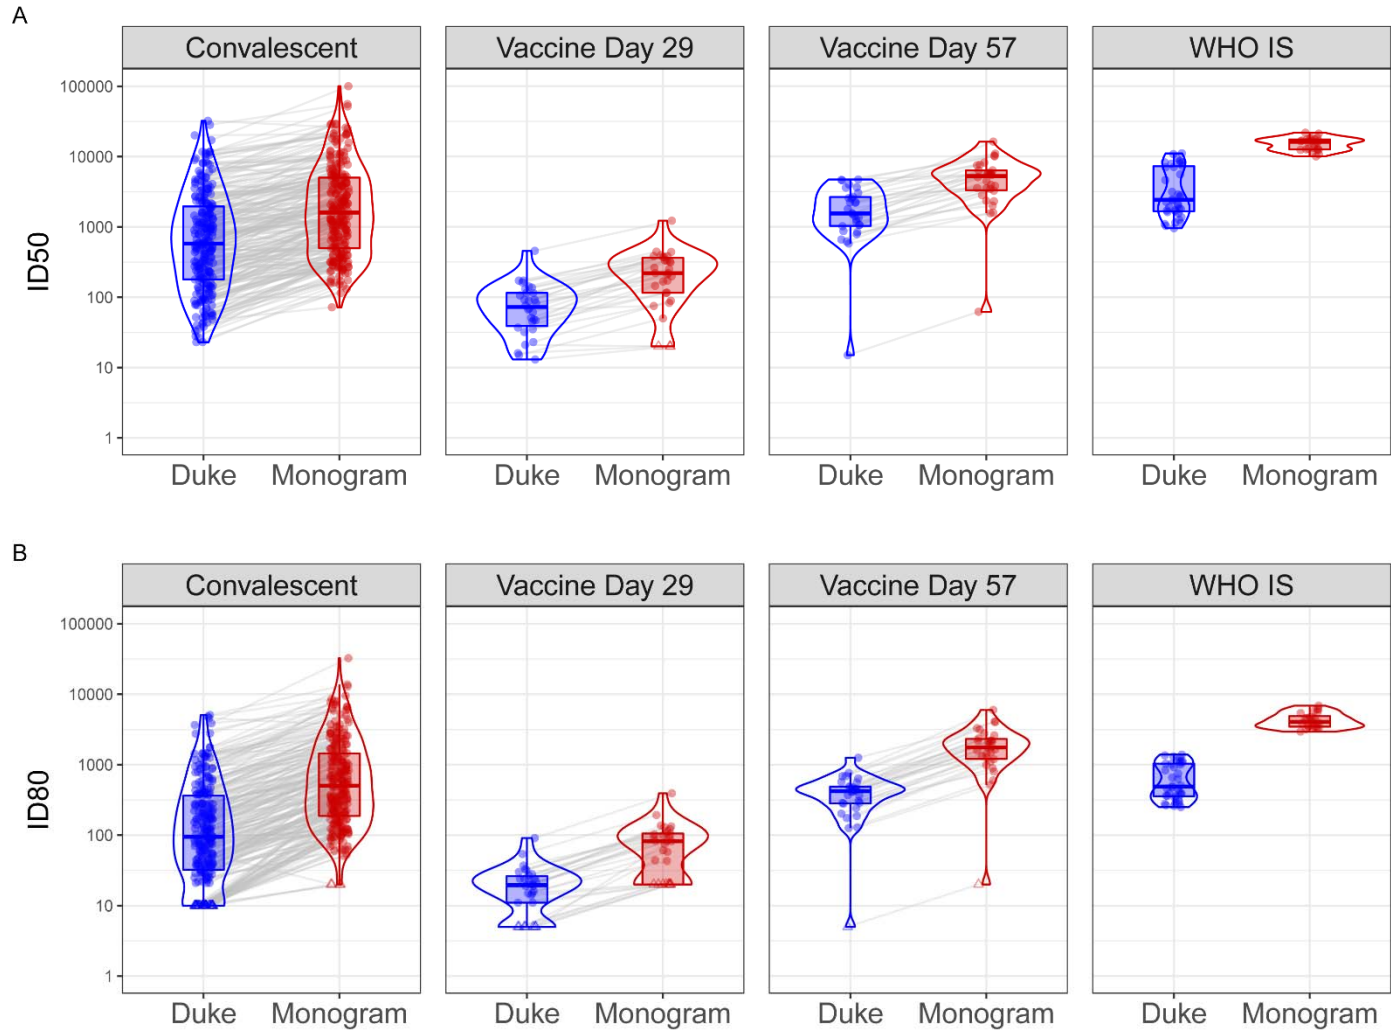 A
Convalescent Vaccine Day 29 Vaccine Day 57 WHO IS
ID50
100000
10000
1000
100
10
1
Duke Monogram Duke Monogram Duke Monogram Duke Monogram
B
Convalescent Vaccine Day 29 Vaccine Day 57 WHO IS
ID80
100000
10000
1000
100
10
1
Duke Monogram Duke Monogram Duke Monogram Duke Monogram